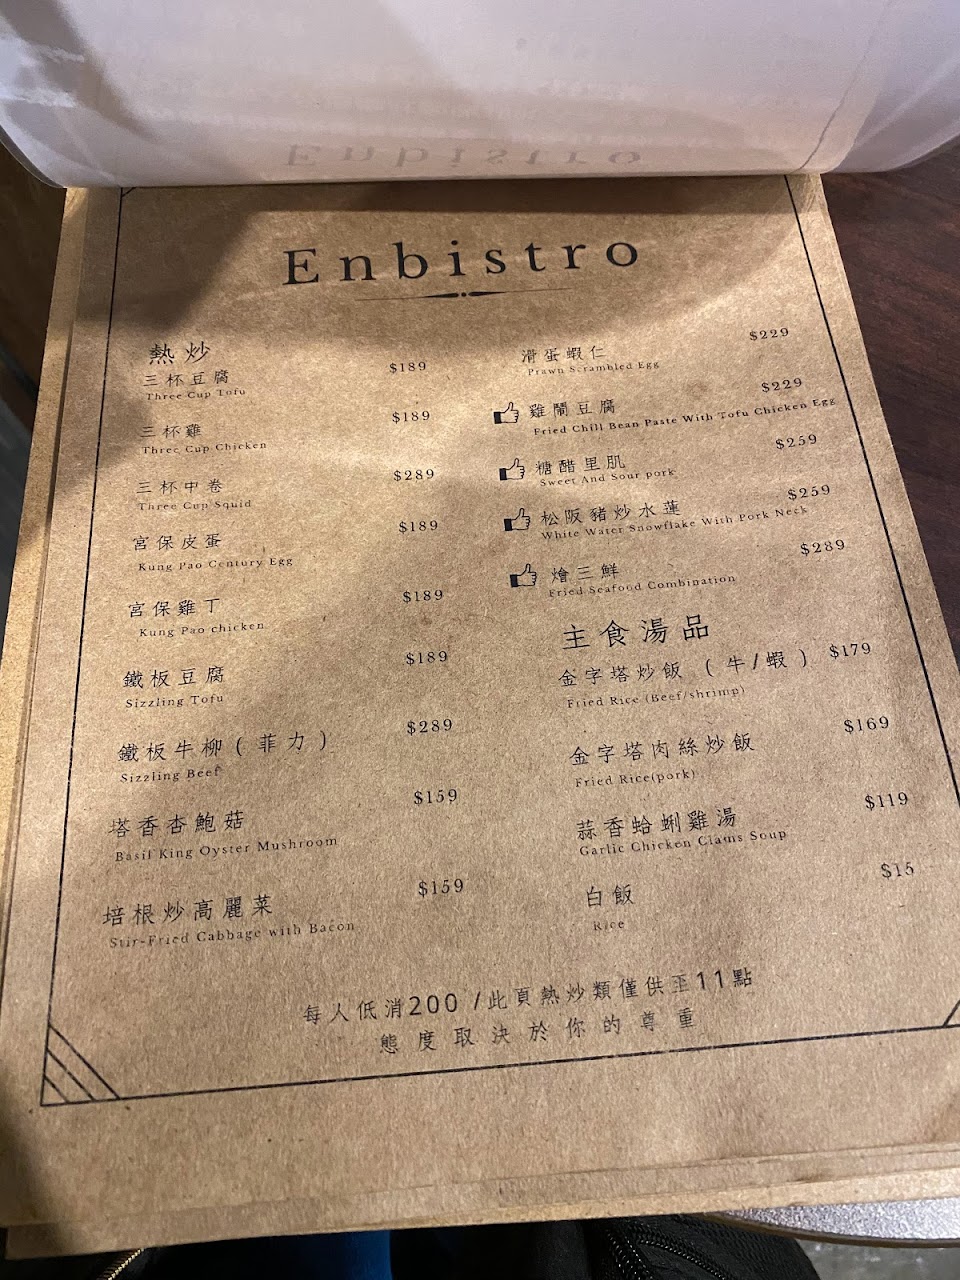 Enbistro
熱炒
三杯豆腐 $189
Three Cup Tofu
三杯雞 $189
Three Cup Chicken
三杯中卷 $289
Three Cup Squid
宮保皮蛋 $189
Kung Pao Century Egg
宮保雞丁 $189
Kung Pao chicken
鐵板豆腐 $189
Sizzling Tofu
鐵板牛柳(菲力) $289
Sizzling Beef
塔香杏鮑菇 $159
Basil King Oyster Mushroom
培根炒高麗菜 $159
Stir-Fried Cabbage with Bacon
滑蛋蝦仁 $229
Prawn Scrambled Egg
雞鬧豆腐 $229
Fried Chili Bean Paste With Tofu Chicken Egg
糖醋里肌 $259
Sweet And Sour pork
松阪豬炒水蓮 $259
White Water Snowflake With Pork Neck
燴三鮮 $289
Fried Seafood Combination
主食湯品
金字塔炒飯(牛/蝦) $179
Fried Rice (Beef/shrimp)
金字塔肉絲炒飯 $169
Fried Rice(pork)
蒜香蛤蜊雞湯 $119
Garlic Chicken Clams Soup
白飯 $15
Rice
每人低消200 /此頁熱炒類僅供至11點
態度取決於你的尊重